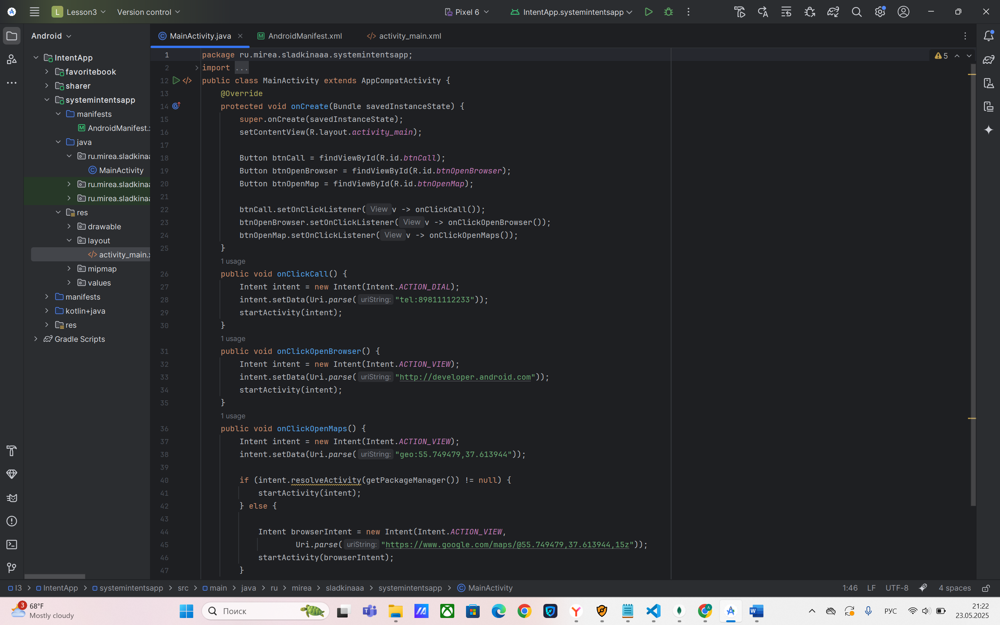 L Lesson3 Version control Pixel 6 IntentApp.systemintentsapp
Android
MainActivity.java AndroidManifest.xml activity_main.xml
IntentApp
favoritebook
sharer
systemintentsapp
manifests
AndroidManifest.x
java
ru.mirea.sladkinaa
MainActivity
ru.mirea.sladkinaa
ru.mirea.sladkinaa
res
drawable
layout
activity_main.x
mipmap
values
manifests
kotlin+java
res
Gradle Scripts
5
1 package ru.mirea.sladkinaaa.systemintentsapp;
2 import ...
12 public class MainActivity extends AppCompatActivity {
13 @Override
14 protected void onCreate(Bundle savedInstanceState) {
15 super.onCreate(savedInstanceState);
16 setContentView(R.layout.activity_main);
17
18 Button btnCall = findViewById(R.id.btnCall);
19 Button btnOpenBrowser = findViewById(R.id.btnOpenBrowser);
20 Button btnOpenMap = findViewById(R.id.btnOpenMap);
21
22 btnCall.setOnClickListener( View v -> onClickCall());
23 btnOpenBrowser.setOnClickListener( View v -> onClickOpenBrowser());
24 btnOpenMap.setOnClickListener( View v -> onClickOpenMaps());
25 }
1 usage
26 public void onClickCall() {
27 Intent intent = new Intent(Intent.ACTION_DIAL);
28 intent.setData(Uri.parse( uriString: "tel:89811112233"));
29 startActivity(intent);
30 }
1 usage
31 public void onClickOpenBrowser() {
32 Intent intent = new Intent(Intent.ACTION_VIEW);
33 intent.setData(Uri.parse( uriString: "http://developer.android.com"));
34 startActivity(intent);
35 }
1 usage
36 public void onClickOpenMaps() {
37 Intent intent = new Intent(Intent.ACTION_VIEW);
38 intent.setData(Uri.parse( uriString: "geo:55.749479,37.613944"));
39
40 if (intent.resolveActivity(getPackageManager()) != null) {
41 startActivity(intent);
42 } else {
43
44 Intent browserIntent = new Intent(Intent.ACTION_VIEW,
45 Uri.parse( uriString: "https://www.google.com/maps/@55.749479,37.613944,15z"));
46 startActivity(browserIntent);
47 }
l3 > IntentApp > systemintentsapp > src > main > java > ru > mirea > sladkinaaa > systemintentsapp > MainActivity 1:46 LF UTF-8 4 spaces
3 68°F
Mostly cloudy
Поиск
РУС
21:22
23.05.2025